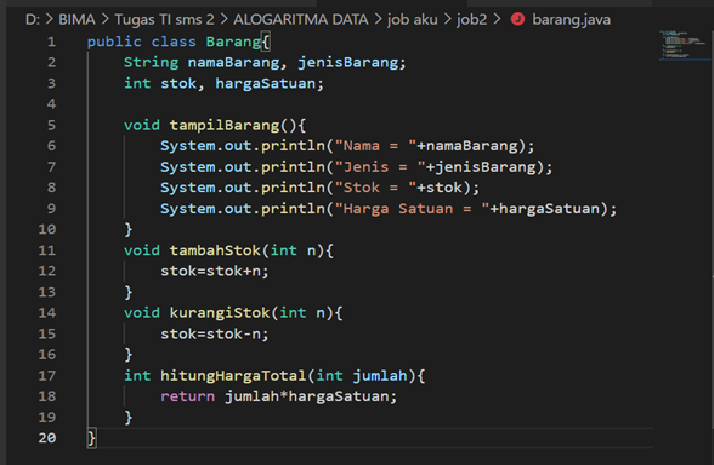 D: > BIMA > Tugas TI sms 2 > ALOGARITMA DATA > job aku > job2 > barang.java
1 public class Barang{
2     String namaBarang, jenisBarang;
3     int stok, hargaSatuan;
4
5     void tampilBarang(){
6         System.out.println("Nama = "+namaBarang);
7         System.out.println("Jenis = "+jenisBarang);
8         System.out.println("Stok = "+stok);
9         System.out.println("Harga Satuan = "+hargaSatuan);
10     }
11     void tambahStok(int n){
12         stok=stok+n;
13     }
14     void kurangiStok(int n){
15         stok=stok-n;
16     }
17     int hitungHargaTotal(int jumlah){
18         return jumlah*hargaSatuan;
19     }
20 }